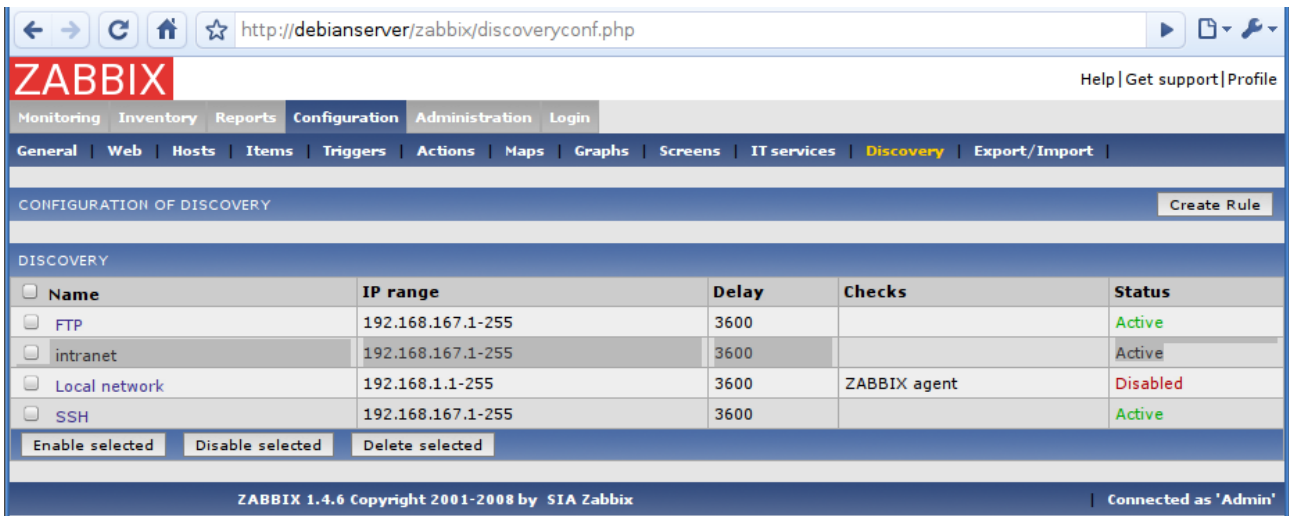 http://debianserver/zabbix/discoveryconf.php
ZABBIX
Help | Get support | Profile
Monitoring Inventory Reports Configuration Administration Login
General | Web | Hosts | Items | Triggers | Actions | Maps | Graphs | Screens | IT services | Discovery | Export/Import |
CONFIGURATION OF DISCOVERY Create Rule
DISCOVERY
Name IP range Delay Checks Status
FTP 192.168.167.1-255 3600 Active
intranet 192.168.167.1-255 3600 Active
Local network 192.168.1.1-255 3600 ZABBIX agent Disabled
SSH 192.168.167.1-255 3600 Active
Enable selected Disable selected Delete selected
ZABBIX 1.4.6 Copyright 2001-2008 by SIA Zabbix | Connected as 'Admin'